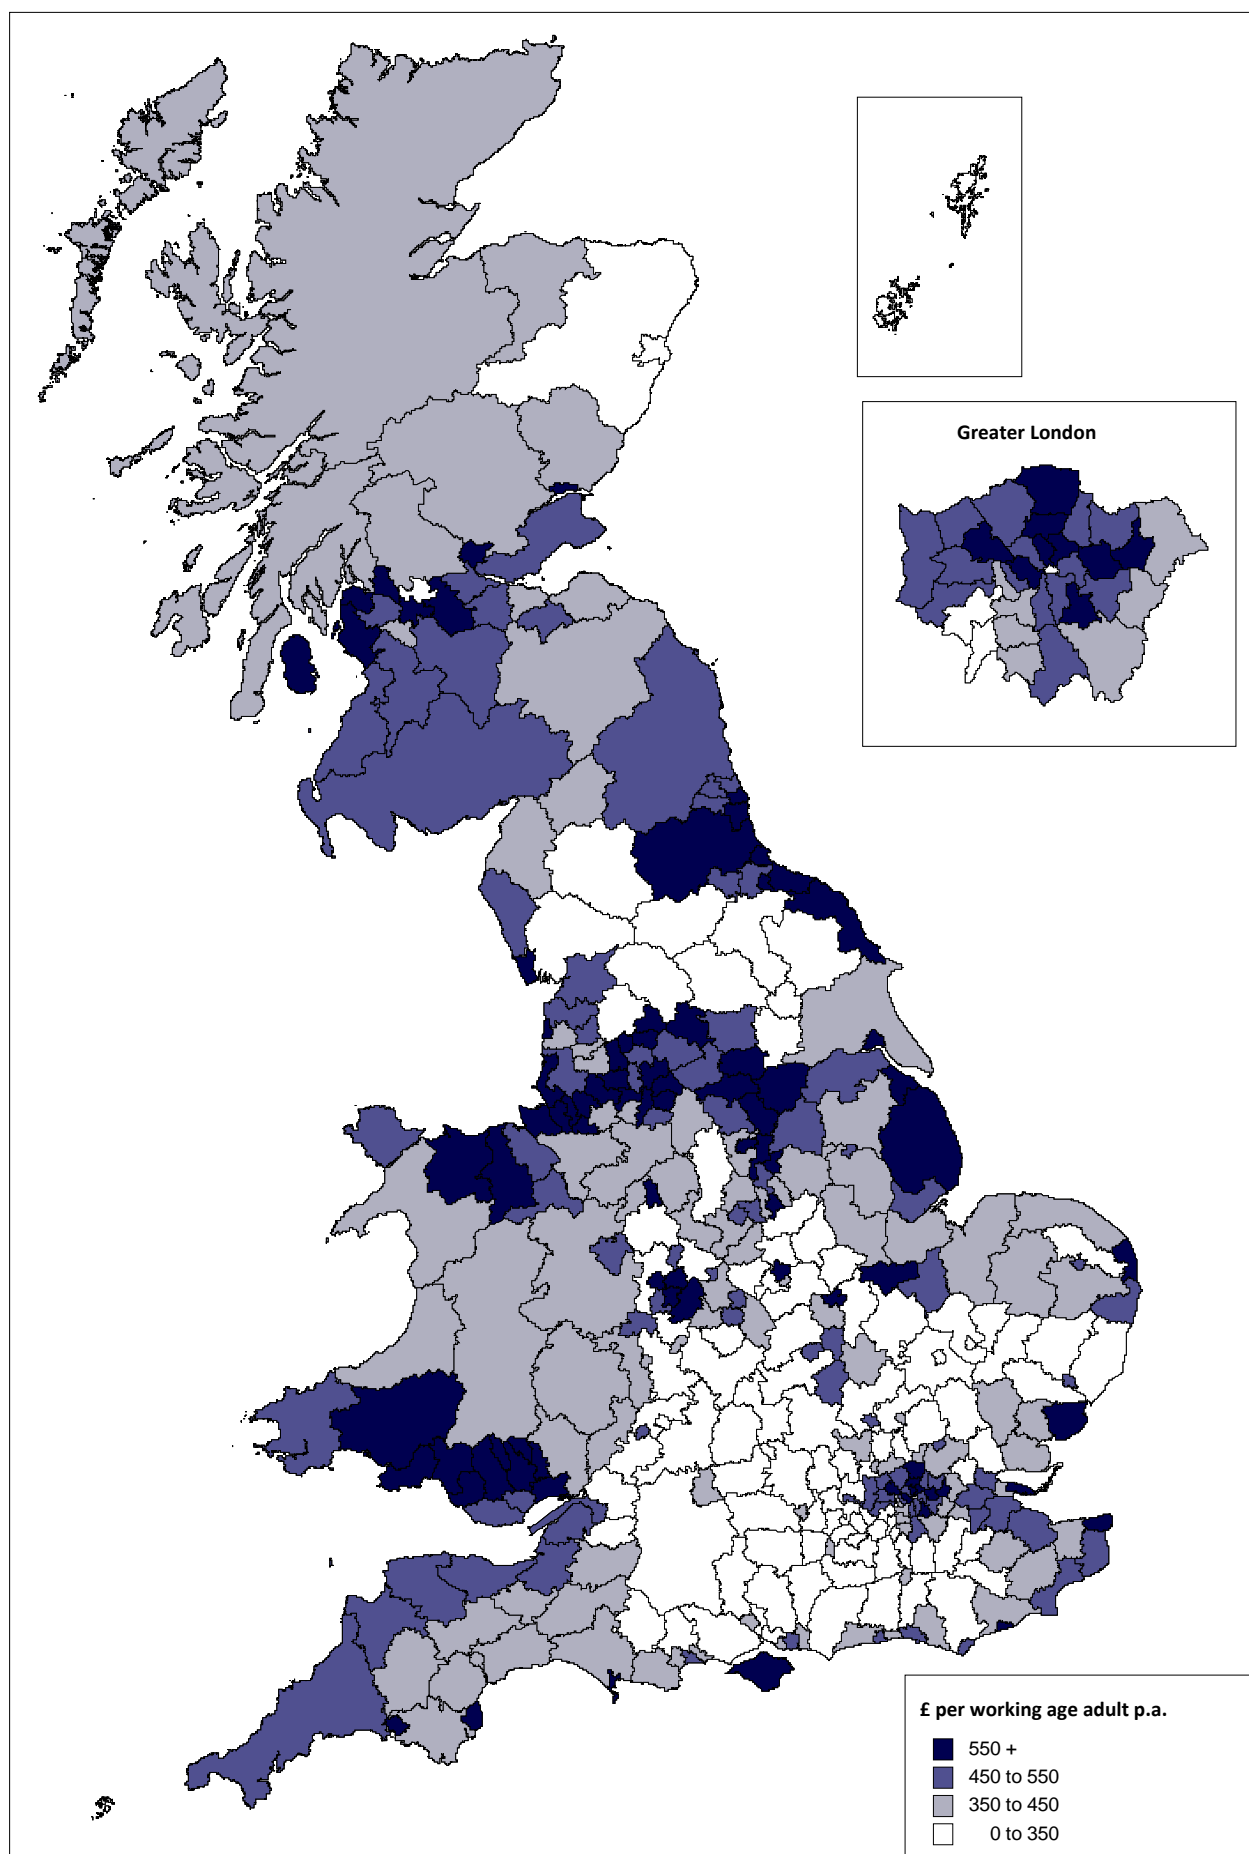 Greater London
£ per working age adult p.a.
550 +
450 to 550
350 to 450
0 to 350